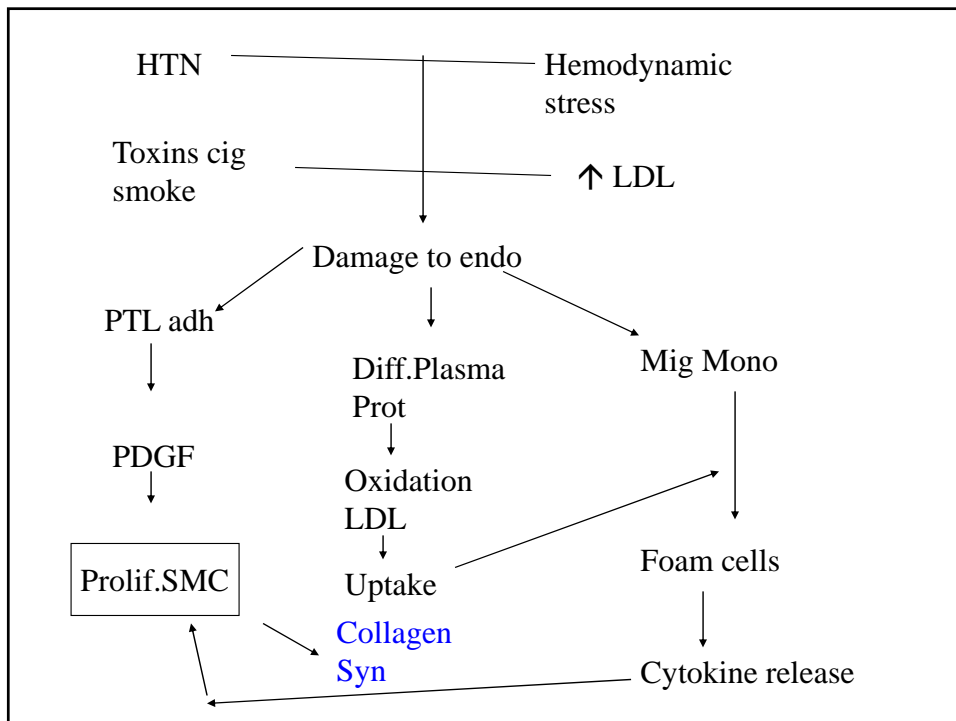 HTN
Hemodynamic
stress
Toxins cig
smoke
↑ LDL
Damage to endo
PTL adh
Diff.Plasma
Prot
Mig Mono
PDGF
Oxidation
LDL
Prolif.SMC
Uptake
Foam cells
Collagen
Syn
Cytokine release